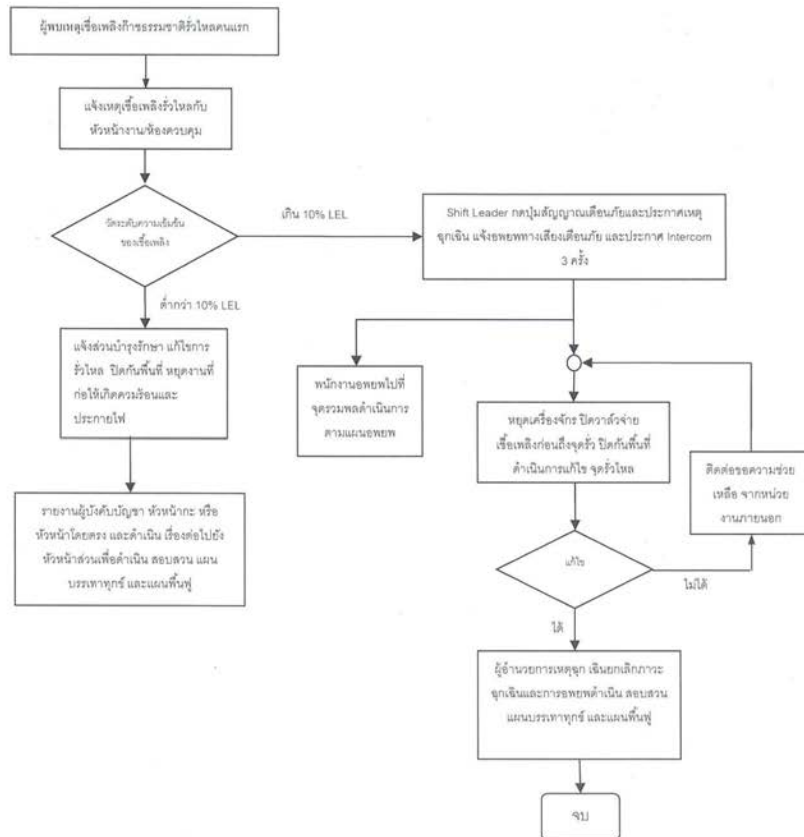 ผู้พบเหตุเชื้อเพลิงก๊าซธรรมชาติรั่วไหลคนแรก
แจ้งเหตุเชื้อเพลิงรั่วไหลกับ
หัวหน้างาน/ห้องควบคุม
วัดระดับความเข้มข้น
ของเชื้อเพลิง
เกิน 10% LEL
Shift Leader กดปุ่มสัญญาณเตือนภัยและประกาศเหตุ
ฉุกเฉิน แจ้งอพยพทางเสียงเตือนภัย และประกาศ Intercom
3 ครั้ง
ต่ำกว่า 10% LEL
แจ้งส่วนบำรุงรักษา แก้ไขการ
รั่วไหล ปิดกันพื้นที่ หยุดงานที่
ก่อให้เกิดควมร้อนและ
ประกายไฟ
พนักงานอพยพไปที่
จุดรวมพลดำเนินการ
ตามแผนอพยพ
หยุดเครื่องจักร ปิดวาล์วจ่าย
เชื้อเพลิงก่อนถึงจุดรั่ว ปิดกันพื้นที่
ดำเนินการแก้ไข จุดรั่วไหล
ติดต่อขอความช่วย
เหลือ จากหน่วย
งานภายนอก
รายงานผู้บังคับบัญชา หัวหน้ากะ หรือ
หัวหน้าโดยตรง และดำเนิน เรื่องต่อไปยัง
หัวหน้าส่วนเพื่อดำเนิน สอบสวน แผน
บรรเทาทุกข์ และแผนฟื้นฟู
แก้ไข
ไม่ได้
ได้
ผู้อำนวยการเหตุฉุก เฉินยกเลิกภาวะ
ฉุกเฉินและการอพยพดำเนิน สอบสวน
แผนบรรเทาทุกข์ และแผนฟื้นฟู
จบ